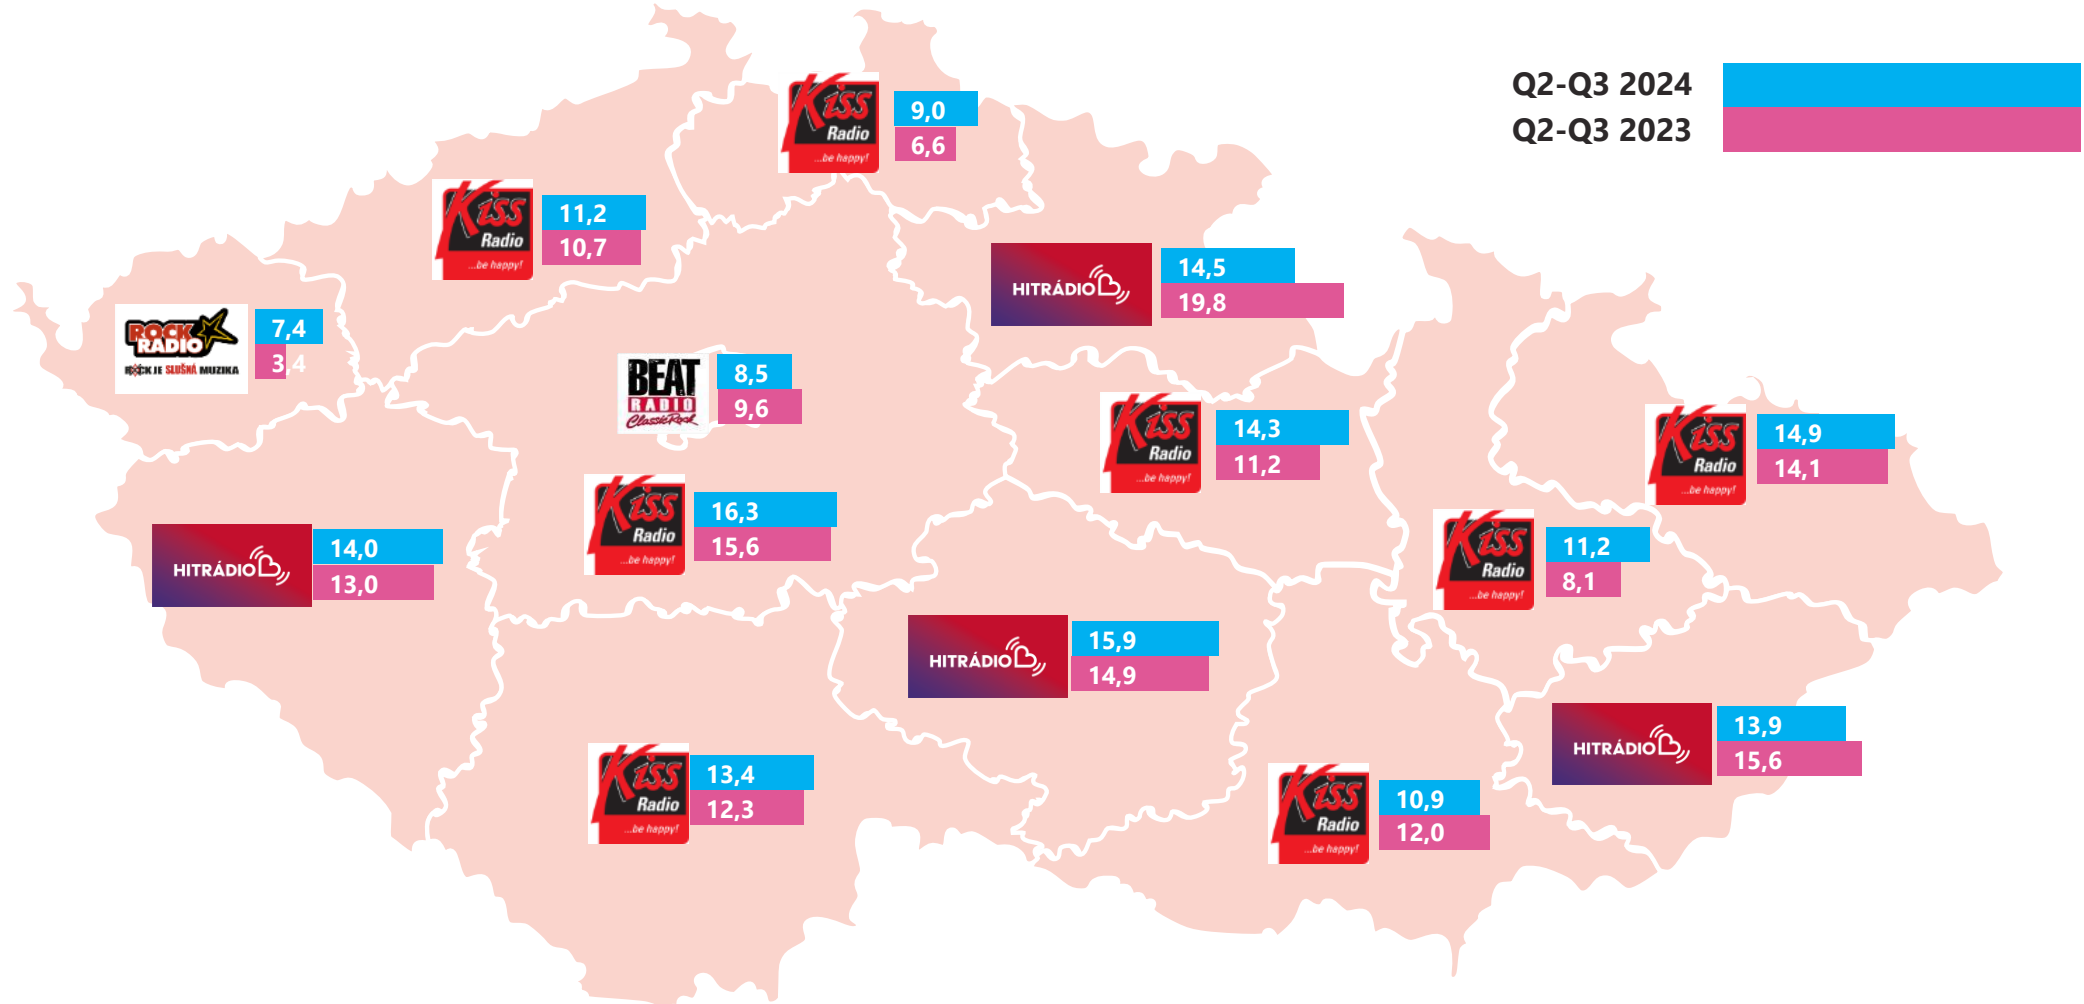 Q2-Q3 2024
Q2-Q3 2023
Kiss
Radio
...be happy!
9,0
6,6
Kiss
Radio
...be happy!
11,2
10,7
HITRÁDIO
14,5
19,8
ROCK
RADIO
ROCK JE SLUŠNÁ MUZIKA
7,4
3,4
BEAT
RADIO
Classic Rock
8,5
9,6
Kiss
Radio
...be happy!
14,3
11,2
Kiss
Radio
...be happy!
14,9
14,1
Kiss
Radio
...be happy!
16,3
15,6
HITRÁDIO
14,0
13,0
Kiss
Radio
...be happy!
11,2
8,1
HITRÁDIO
15,9
14,9
HITRÁDIO
13,9
15,6
Kiss
Radio
...be happy!
13,4
12,3
Kiss
Radio
...be happy!
10,9
12,0